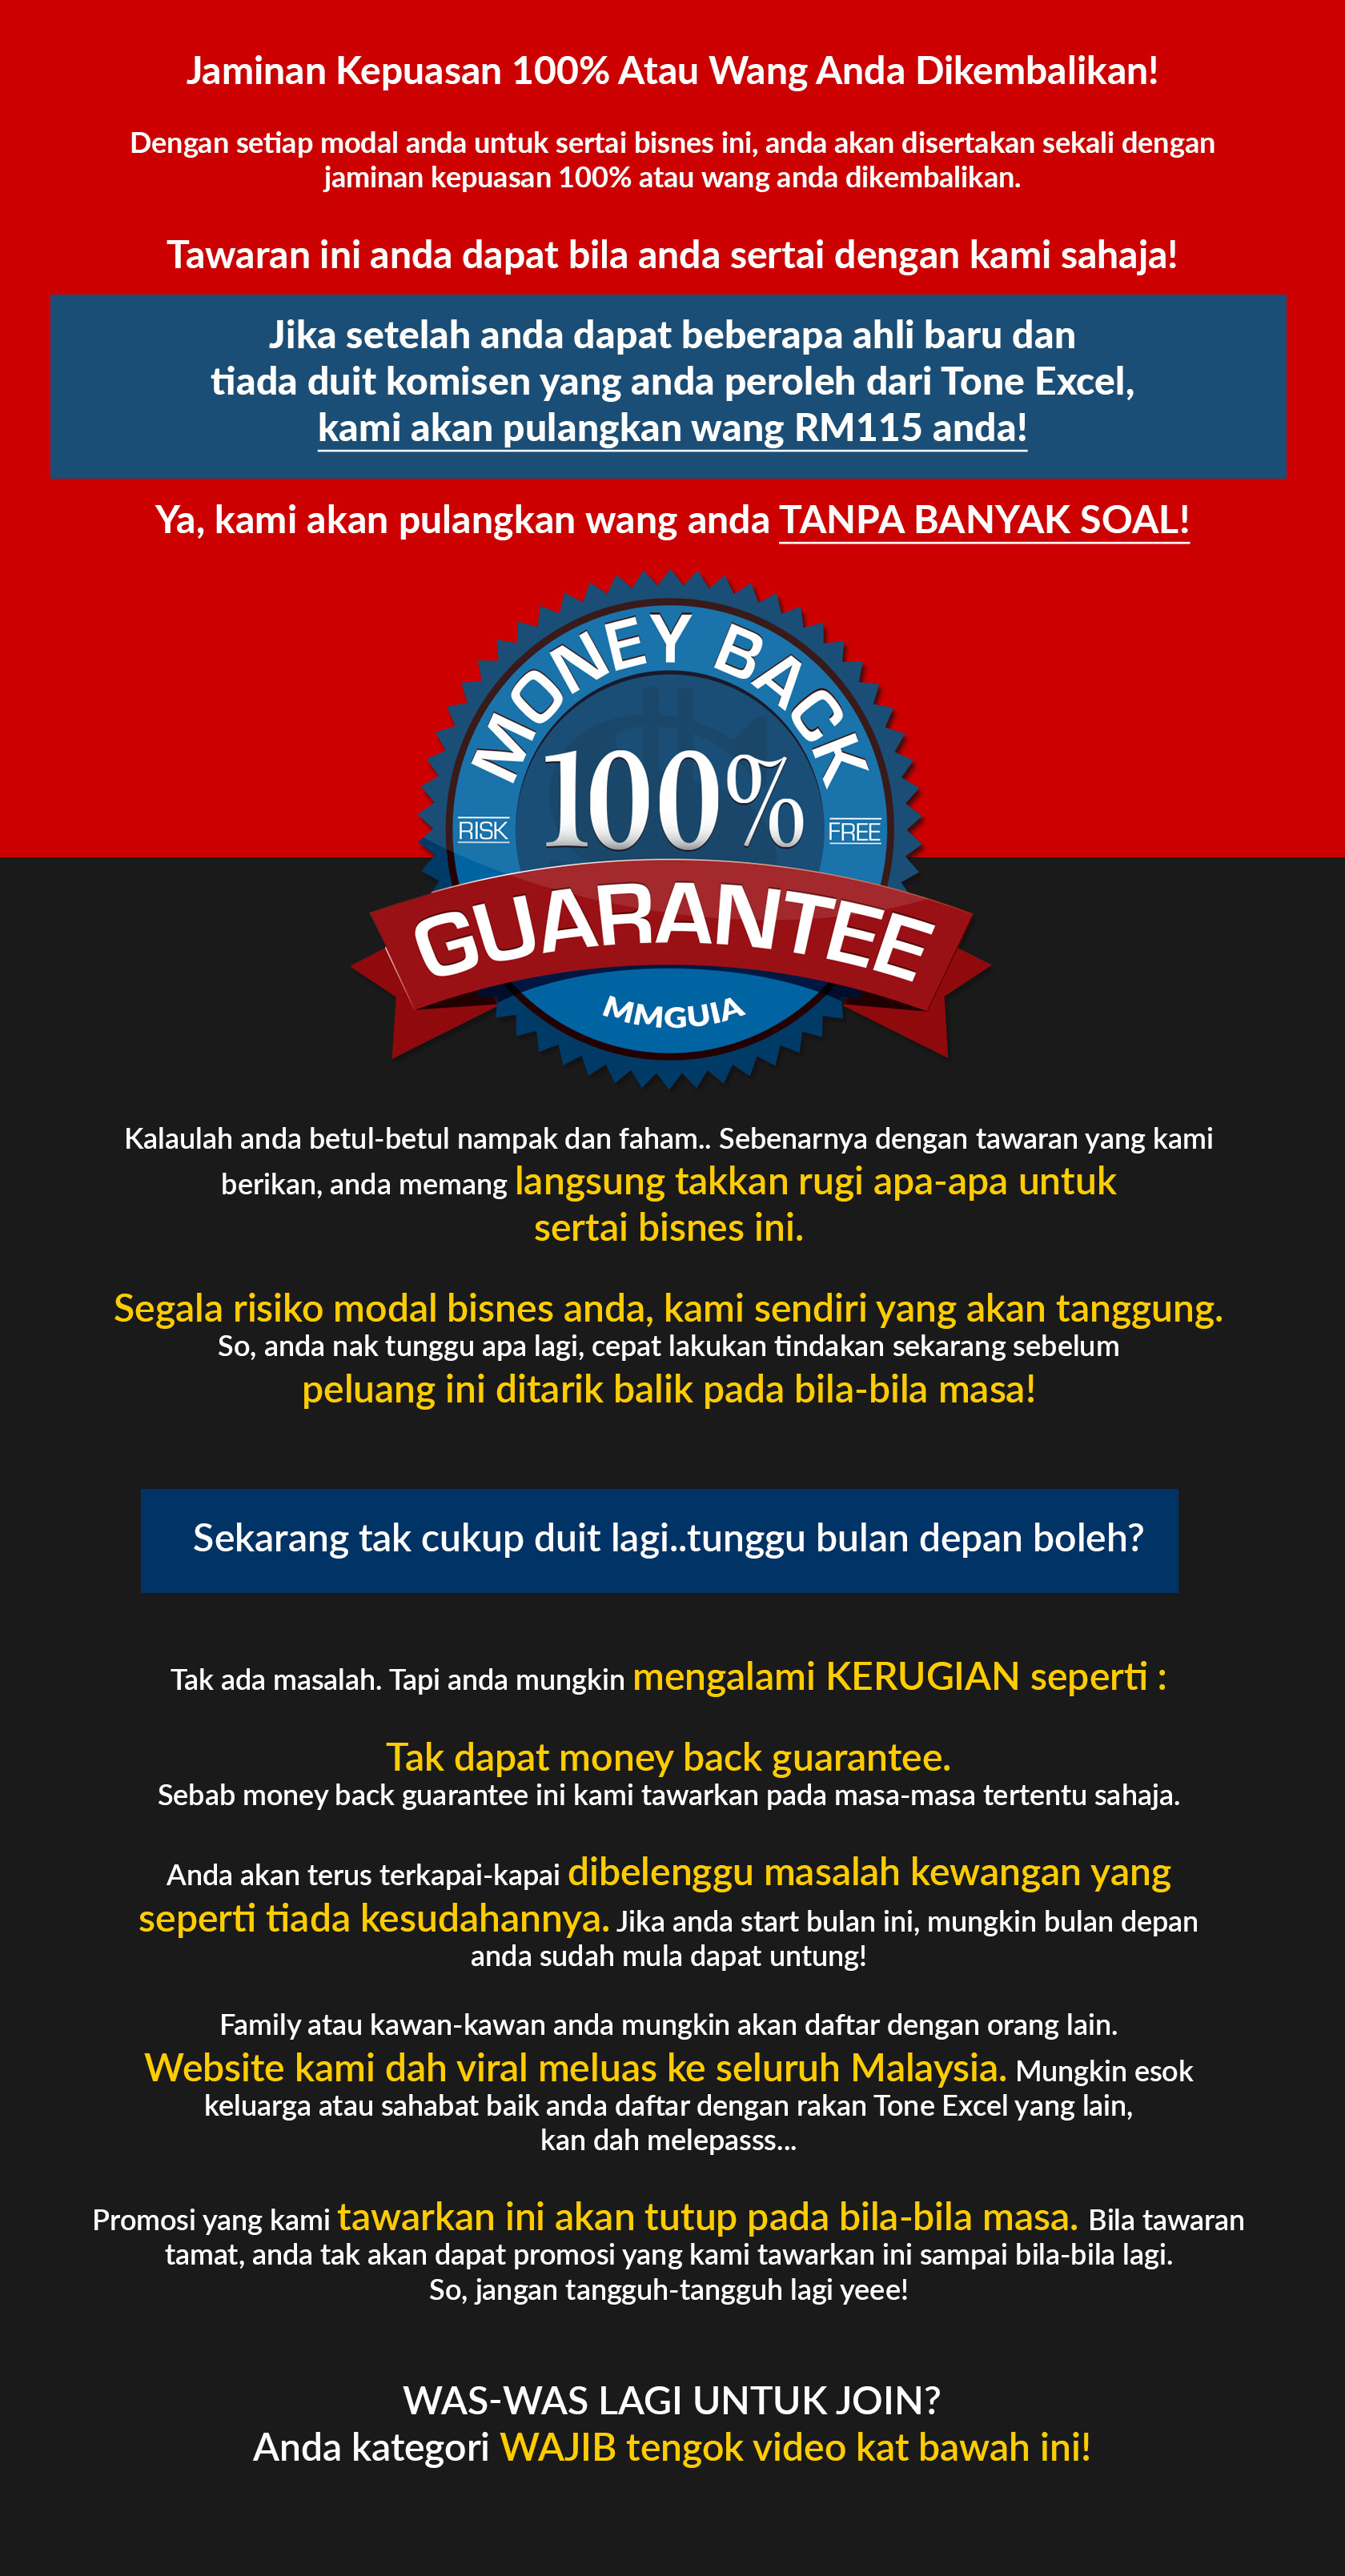 Jaminan Kepuasan 100% Atau Wang Anda Dikembalikan!
Dengan setiap modal anda untuk sertai bisnes ini, anda akan disertakan sekali dengan
jaminan kepuasan 100% atau wang anda dikembalikan.
Tawaran ini anda dapat bila anda sertai dengan kami sahaja!
Jika setelah anda dapat beberapa ahli baru dan
tiada duit komisen yang anda peroleh dari Tone Excel,
kami akan pulangkan wang RM115 anda!
Ya, kami akan pulangkan wang anda TANPA BANYAK SOAL!
MONEY BACK
RISK 100% FREE
GUARANTEE
MMGUIA
Kalaulah anda betul-betul nampak dan faham.. Sebenarnya dengan tawaran yang kami
berikan, anda memang langsung takkan rugi apa-apa untuk
sertai bisnes ini.
Segala risiko modal bisnes anda, kami sendiri yang akan tanggung.
So, anda nak tunggu apa lagi, cepat lakukan tindakan sekarang sebelum
peluang ini ditarik balik pada bila-bila masa!
Sekarang tak cukup duit lagi..tunggu bulan depan boleh?
Tak ada masalah. Tapi anda mungkin mengalami KERUGIAN seperti :
Tak dapat money back guarantee.
Sebab money back guarantee ini kami tawarkan pada masa-masa tertentu sahaja.
Anda akan terus terkapai-kapai dibelenggu masalah kewangan yang
seperti tiada kesudahannya. Jika anda start bulan ini, mungkin bulan depan
anda sudah mula dapat untung!
Family atau kawan-kawan anda mungkin akan daftar dengan orang lain.
Website kami dah viral meluas ke seluruh Malaysia. Mungkin esok
keluarga atau sahabat baik anda daftar dengan rakan Tone Excel yang lain,
kan dah melepasss...
Promosi yang kami tawarkan ini akan tutup pada bila-bila masa. Bila tawaran
tamat, anda tak akan dapat promosi yang kami tawarkan ini sampai bila-bila lagi.
So, jangan tangguh-tangguh lagi yeee!
WAS-WAS LAGI UNTUK JOIN?
Anda kategori WAJIB tengok video kat bawah ini!